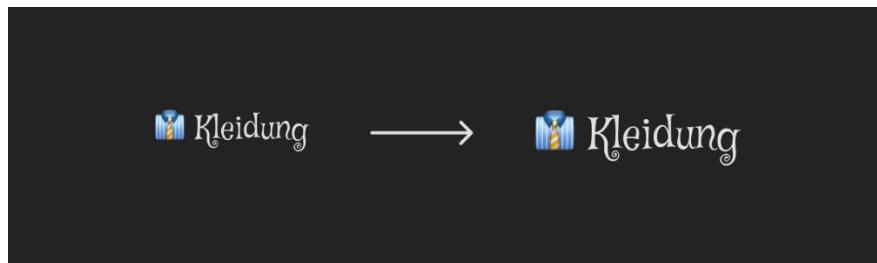 👔 Kleidung → 👔 Kleidung